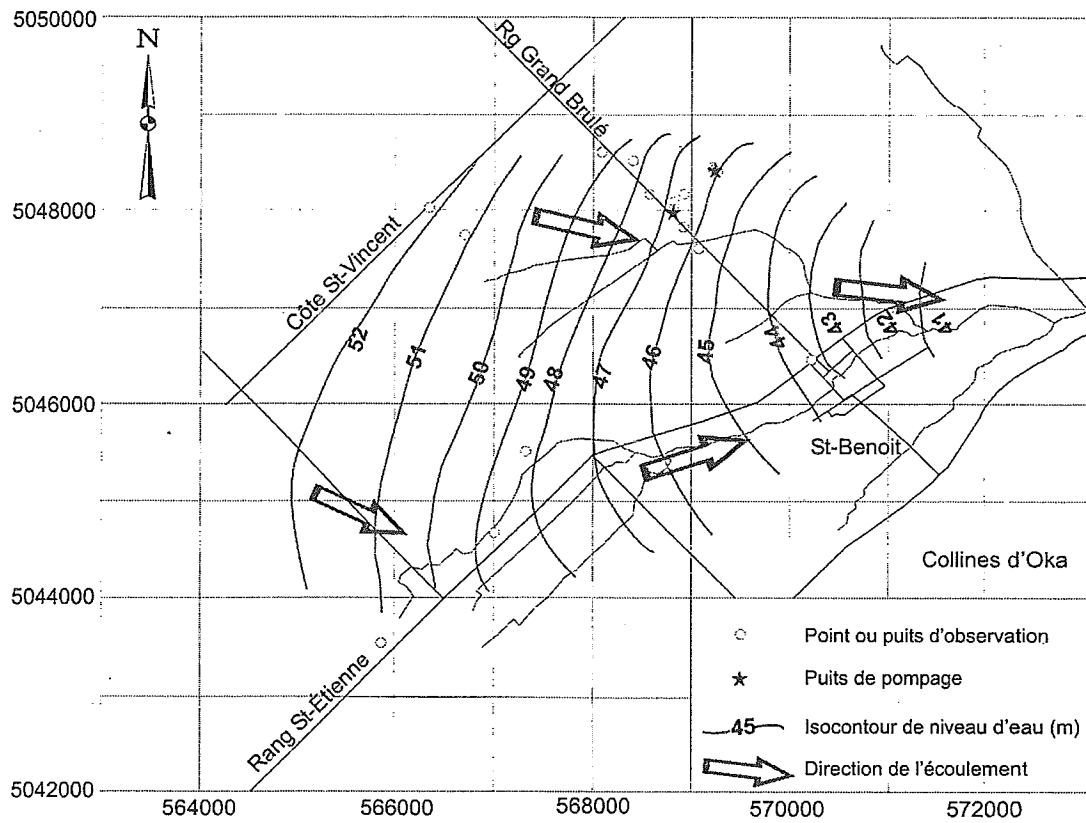 5050000
N
Rg Grand Brulé
5048000
Côte St-Vincent
52
51
50
49
48
47
46
45
44
43
42
41
5046000
St-Benoit
Collines d'Oka
5044000
Point ou puits d'observation
Puits de pompage
Rang St-Étienne
45 Isocontour de niveau d'eau (m)
Direction de l'écoulement
5042000
564000 566000 568000 570000 572000